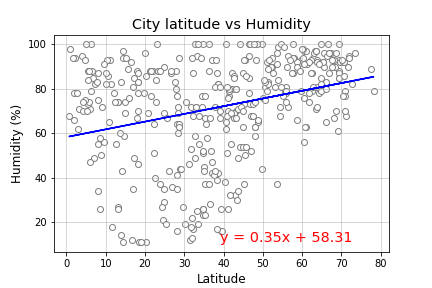 City latitude vs Humidity
Humidity (%)
100
80
60
40
20
y = 0.35x + 58.31
0 10 20 30 40 50 60 70 80
Latitude